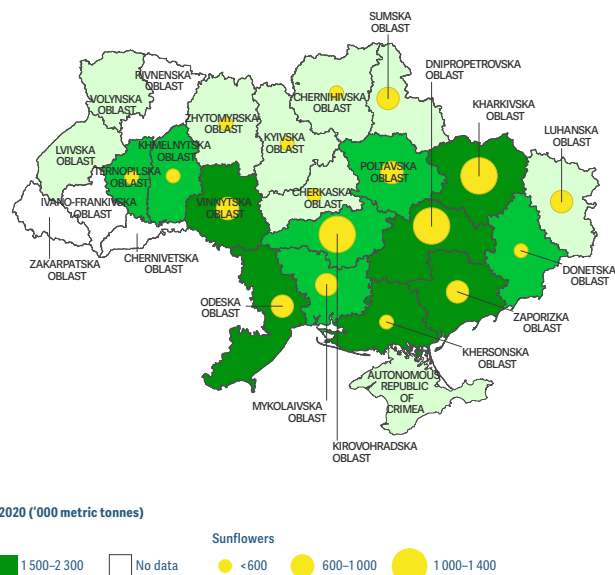 SUMSKA
OBLAST
DNIPROPETROVSKA
OBLAST
RIVNENSKA
OBLAST
VOLYNSKA
OBLAST
CHERNIHIVSKA
OBLAST
KHARKIVSKA
OBLAST
ZHYTOMYRSKA
OBLAST
KYIVSKA
OBLAST
LUHANSKA
OBLAST
LVIVSKA
OBLAST
KHMELNYTSKA
OBLAST
TERNOPILSKA
OBLAST
POLTAVSKA
OBLAST
IVANO-FRANKIVSKA
OBLAST
VINNYTSKA
OBLAST
CHERKASKA
OBLAST
ZAKARPATSKA
OBLAST
CHERNIVETSKA
OBLAST
DONETSKA
OBLAST
ODESKA
OBLAST
ZAPORIZKA
OBLAST
KHERSONSKA
OBLAST
AUTONOMOUS
REPUBLIC
OF
CRIMEA
MYKOLAIVSKA
OBLAST
KIROVOHRADSKA
OBLAST
2020 ('000 metric tonnes)
Sunflowers
1 500–2 300
No data
<600
600–1 000
1 000–1 400